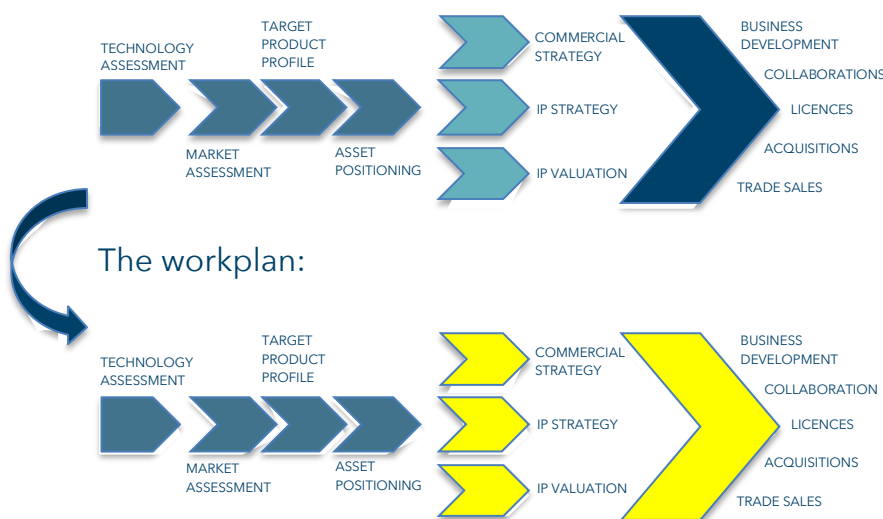 TECHNOLOGY
ASSESSMENT
TARGET
PRODUCT
PROFILE
MARKET
ASSESSMENT
ASSET
POSITIONING
COMMERCIAL
STRATEGY
IP STRATEGY
IP VALUATION
BUSINESS
DEVELOPMENT
COLLABORATIONS
LICENCES
ACQUISITIONS
TRADE SALES
The workplan:
TECHNOLOGY
ASSESSMENT
TARGET
PRODUCT
PROFILE
MARKET
ASSESSMENT
ASSET
POSITIONING
COMMERCIAL
STRATEGY
IP STRATEGY
IP VALUATION
BUSINESS
DEVELOPMENT
COLLABORATION
LICENCES
ACQUISITIONS
TRADE SALES